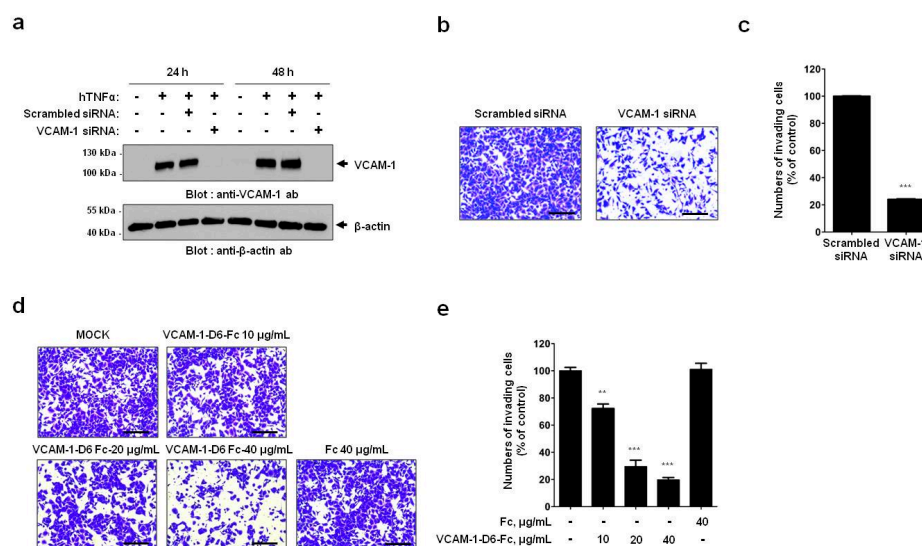 a
24 h 48 h
hTNFα: - + + + - + + +
Scrambled siRNA: - - + - - - + -
VCAM-1 siRNA: - - - + - - - +
130 kDa
100 kDa
VCAM-1
Blot : anti-VCAM-1 ab
55 kDa
40 kDa
β-actin
Blot : anti-β-actin ab
b
Scrambled siRNA VCAM-1 siRNA
c
Numbers of invading cells
(% of control)
120
100
80
60
40
20
0
***
Scrambled siRNA
VCAM-1 siRNA
d
MOCK VCAM-1-D6-Fc 10 µg/mL
VCAM-1-D6 Fc-20 µg/mL VCAM-1-D6 Fc-40 µg/mL Fc 40 µg/mL
e
Numbers of invading cells
(% of control)
120
100
80
60
40
20
0
**
***
***
Fc, µg/mL - - - - 40
VCAM-1-D6-Fc, µg/mL - 10 20 40 -